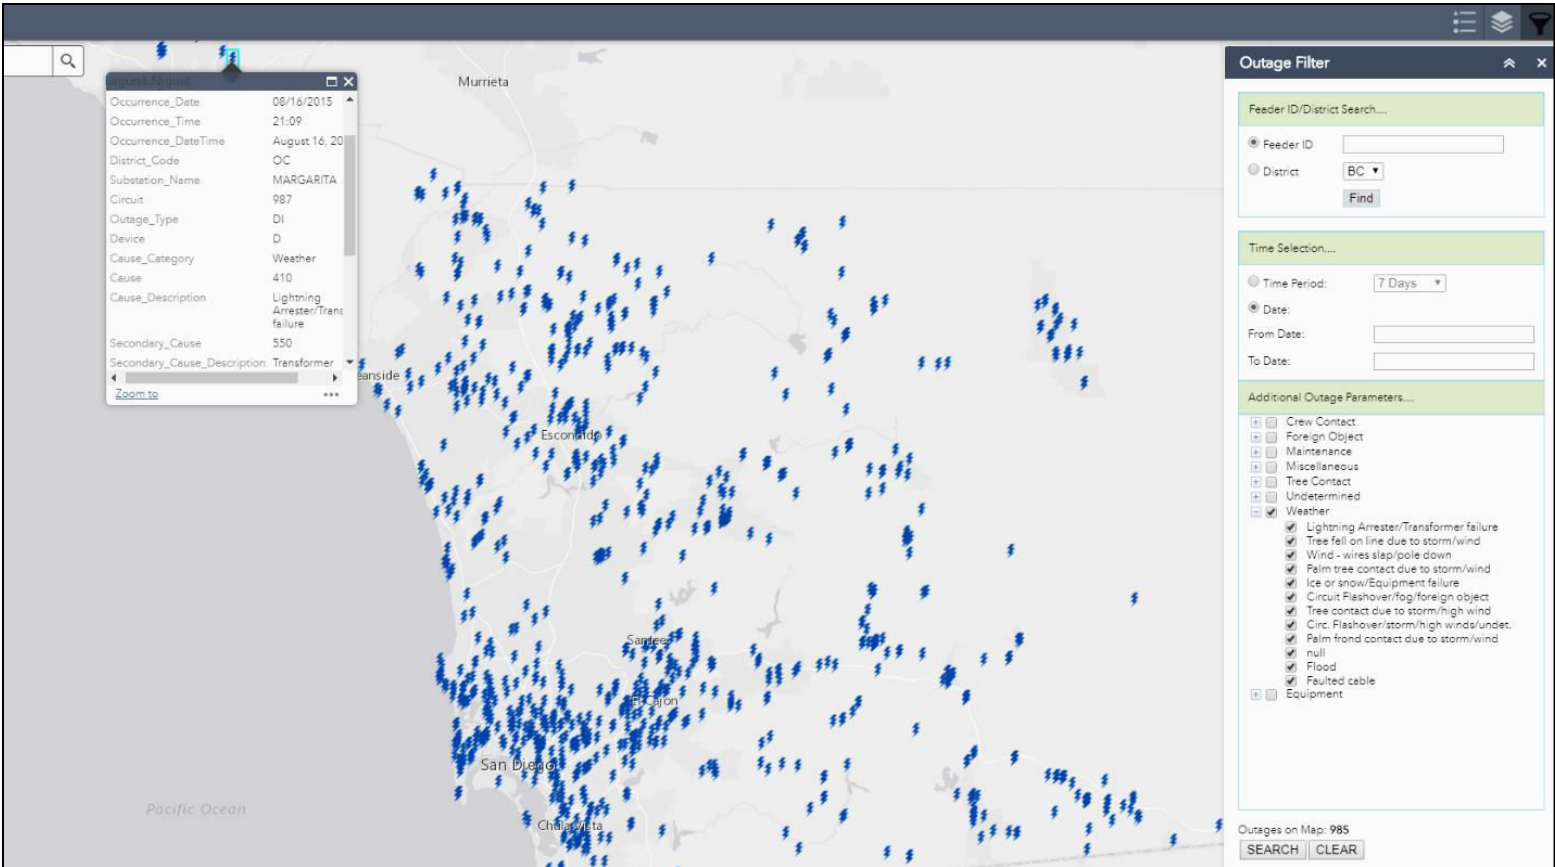 Murrieta
Occurrence_Date 08/16/2015
Occurrence_Time 21:09
Occurrence_DateTime August 16, 20
District_Code OC
Substation_Name MARGARITA
Circuit 987
Outage_Type DI
Device D
Cause_Category Weather
Cause 410
Cause_Description Lightning
Arrester/Trans
failure
Secondary_Cause 550
Secondary_Cause_Description Transformer
Zoom to
eanside
Escondido
Santee
El Cajon
San Diego
Chula Vista
Pacific Ocean
Outage Filter
Feeder ID/District Search....
Feeder ID
District BC
Find
Time Selection....
Time Period: 7 Days
Date:
From Date:
To Date:
Additional Outage Parameters....
Crew Contact
Foreign Object
Maintenance
Miscellaneous
Tree Contact
Undetermined
Weather
Lightning Arrester/Transformer failure
Tree fell on line due to storm/wind
Wind - wires slap/pole down
Palm tree contact due to storm/wind
Ice or snow/Equipment failure
Circuit Flashover/fog/foreign object
Tree contact due to storm/high wind
Circ. Flashover/storm/high winds/undet.
Palm frond contact due to storm/wind
null
Flood
Faulted cable
Equipment
Outages on Map: 985
SEARCH CLEAR